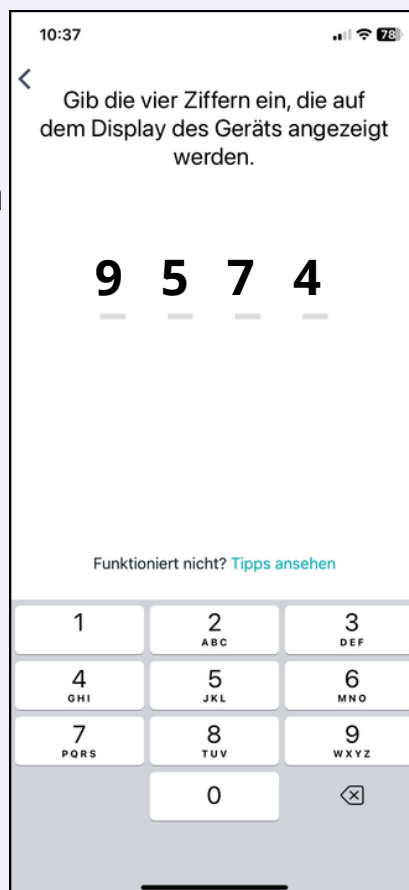 10:37 78
Gib die vier Ziffern ein, die auf
dem Display des Geräts angezeigt
werden.
9 5 7 4
Funktioniert nicht? Tipps ansehen
1 2 3
ABC DEF
4 5 6
GHI JKL MNO
7 8 9
PQRS TUV WXYZ
0